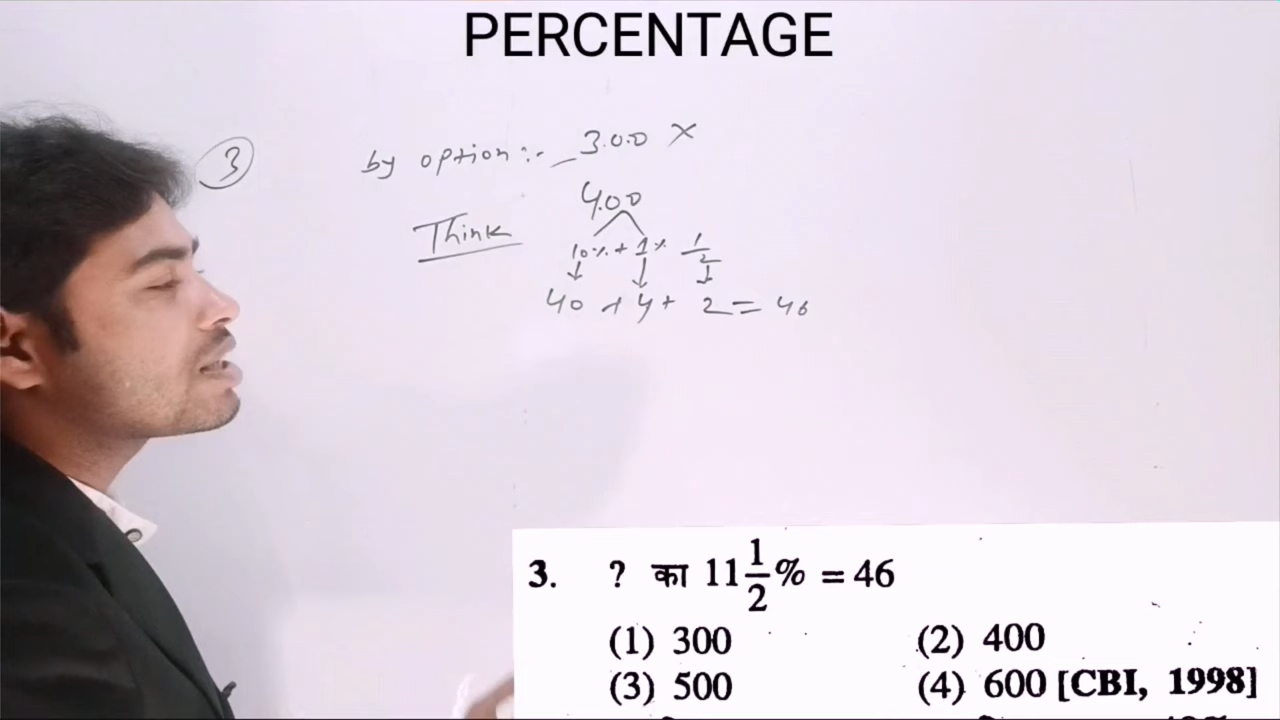 PERCENTAGE
3
by option:- 300 ×
400
Think
10% + 1% 1/2
40 + 4 + 2 = 46
3. ? का 11 1/2 % = 46
(1) 300 (2) 400
(3) 500 (4) 600 [CBI, 1998]